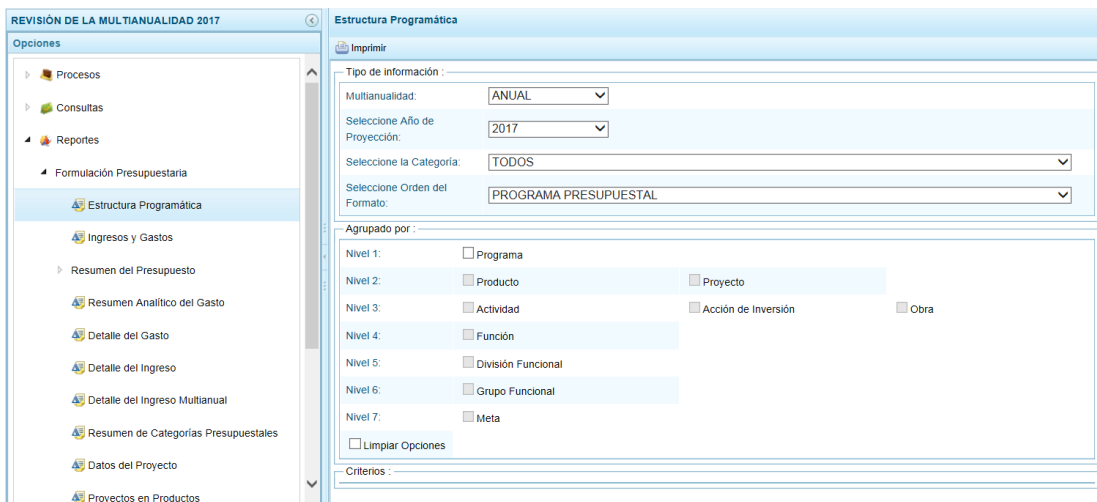 REVISIÓN DE LA MULTIANUALIDAD 2017
Opciones
Procesos
Consultas
Reportes
Formulación Presupuestaria
Estructura Programática
Ingresos y Gastos
Resumen del Presupuesto
Resumen Analítico del Gasto
Detalle del Gasto
Detalle del Ingreso
Detalle del Ingreso Multianual
Resumen de Categorías Presupuestales
Datos del Proyecto
Proyectos en Productos
Estructura Programática
Imprimir
Tipo de información :
Multianualidad: ANUAL
Seleccione Año de
Proyección: 2017
Seleccione la Categoría: TODOS
Seleccione Orden del
Formato: PROGRAMA PRESUPUESTAL
Agrupado por :
Nivel 1: Programa
Nivel 2: Producto Proyecto
Nivel 3: Actividad Acción de Inversión Obra
Nivel 4: Función
Nivel 5: División Funcional
Nivel 6: Grupo Funcional
Nivel 7: Meta
Limpiar Opciones
Criterios :